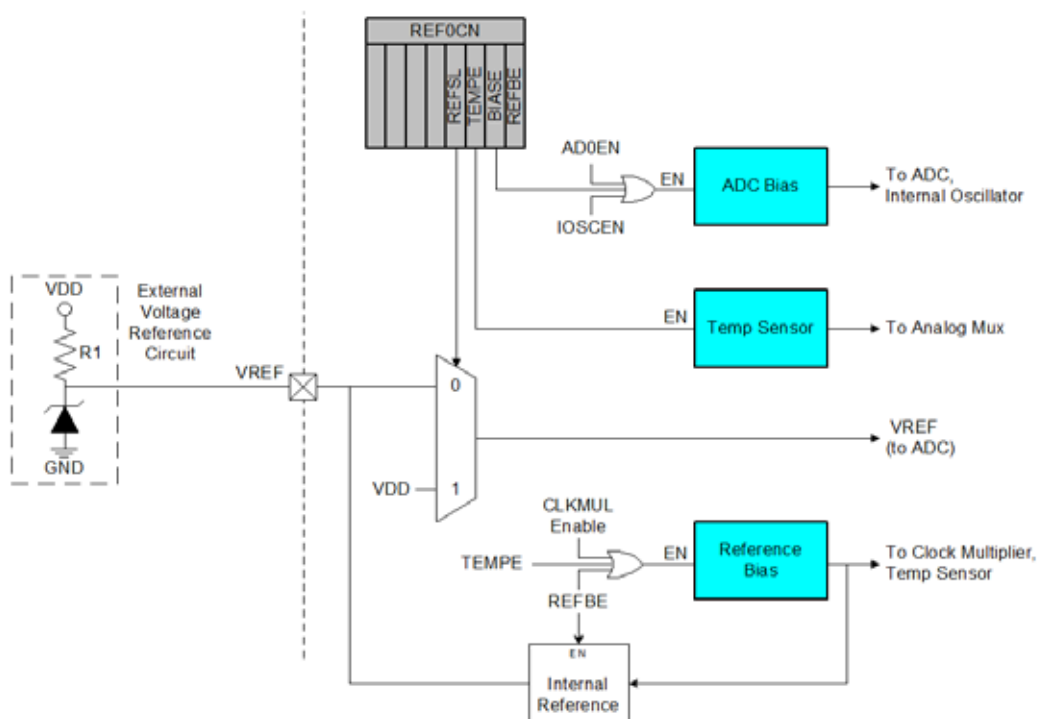 REF0CN
REFSL
TEMPE
BIASE
REFBE
AD0EN
IOSCEN
EN
ADC Bias
To ADC,
Internal Oscillator
EN
Temp Sensor
To Analog Mux
VDD
R1
GND
External
Voltage
Reference
Circuit
VREF
0
1
VDD
VREF
(to ADC)
CLKMUL
Enable
TEMPE
REFBE
EN
Reference
Bias
To Clock Multiplier,
Temp Sensor
EN
Internal
Reference